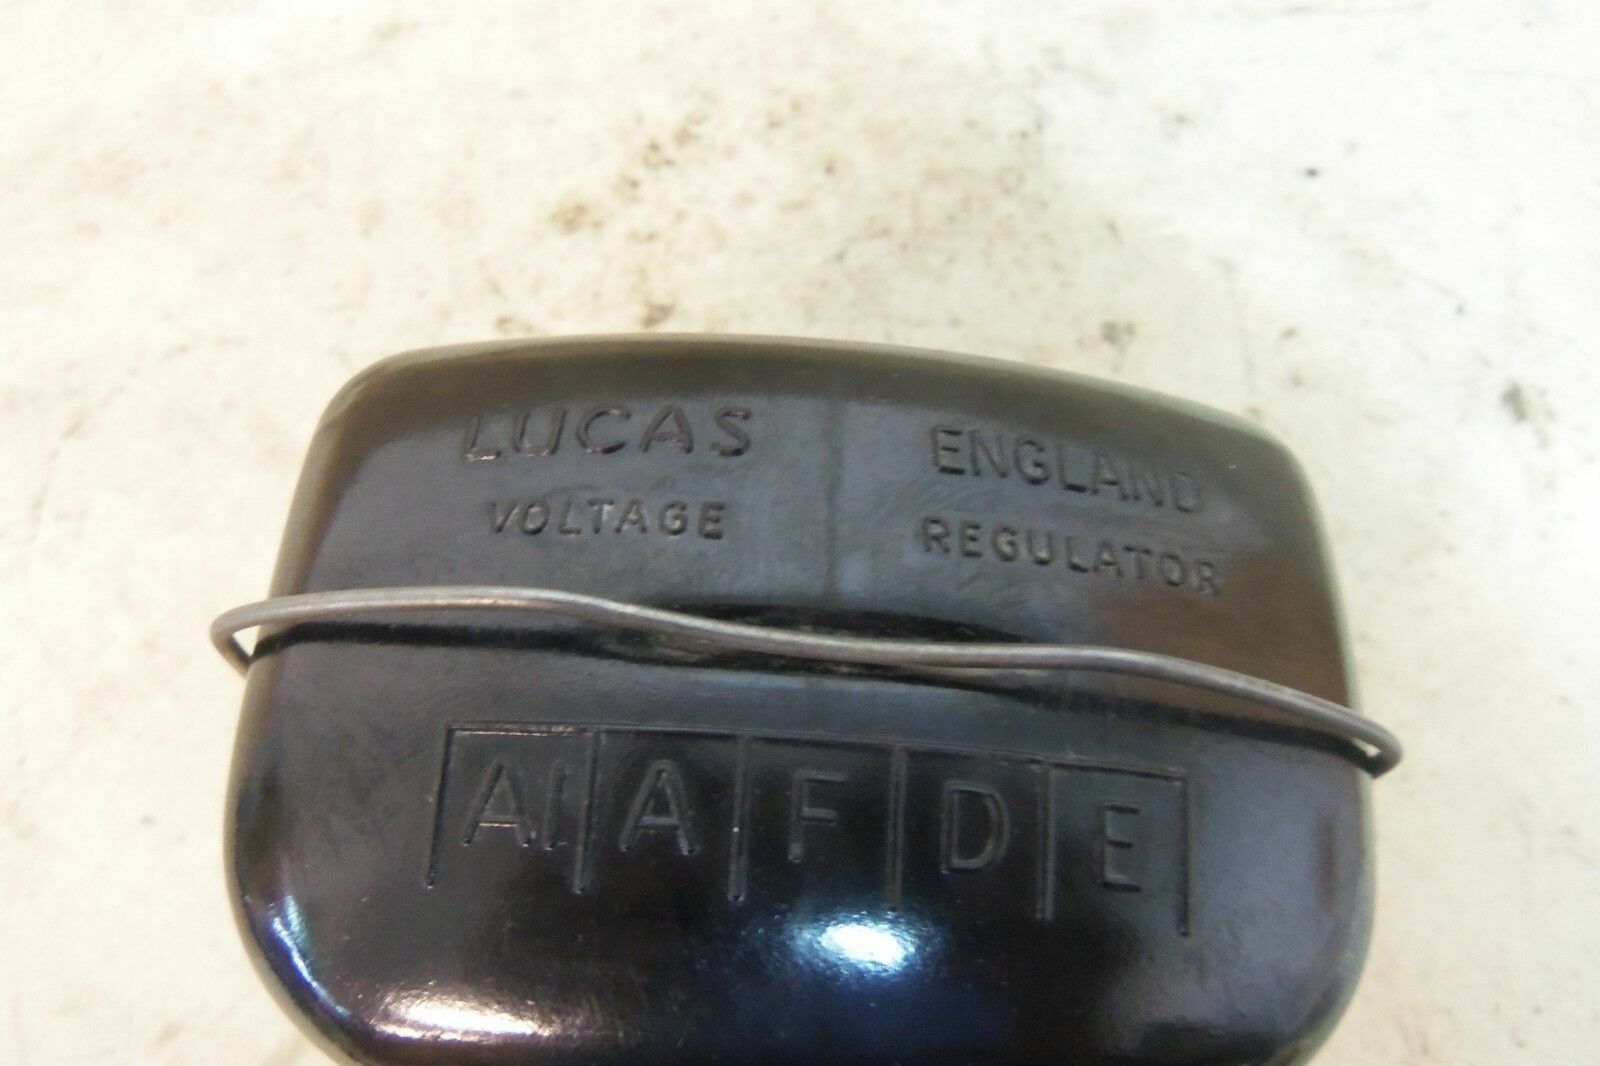 LUCAS ENGLAND
VOLTAGE REGULATOR
A1 A F D E